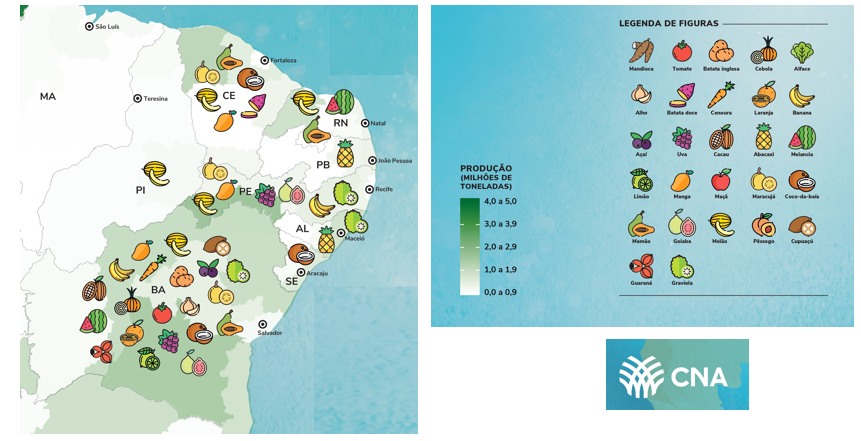 São Luís
Fortaleza
MA
Teresina
CE
RN
Natal
PB
João Pessoa
PI
PE
Recife
AL
Maceió
SE
Aracaju
BA
Salvador
LEGENDA DE FIGURAS
Mandioca Tomate Batata inglesa Cebola Alface
Alho Batata doce Cenoura Laranja Banana
Açaí Uva Cacau Abacaxi Melancia
Limão Manga Maçã Maracujá Coco-da-baía
Mamão Goiaba Melão Pêssego Cupuaçú
Guaraná Graviola
PRODUÇÃO
(MILHÕES DE
TONELADAS)
4,0 a 5,0
3,0 a 3,9
2,0 a 2,9
1,0 a 1,9
0,0 a 0,9
CNA